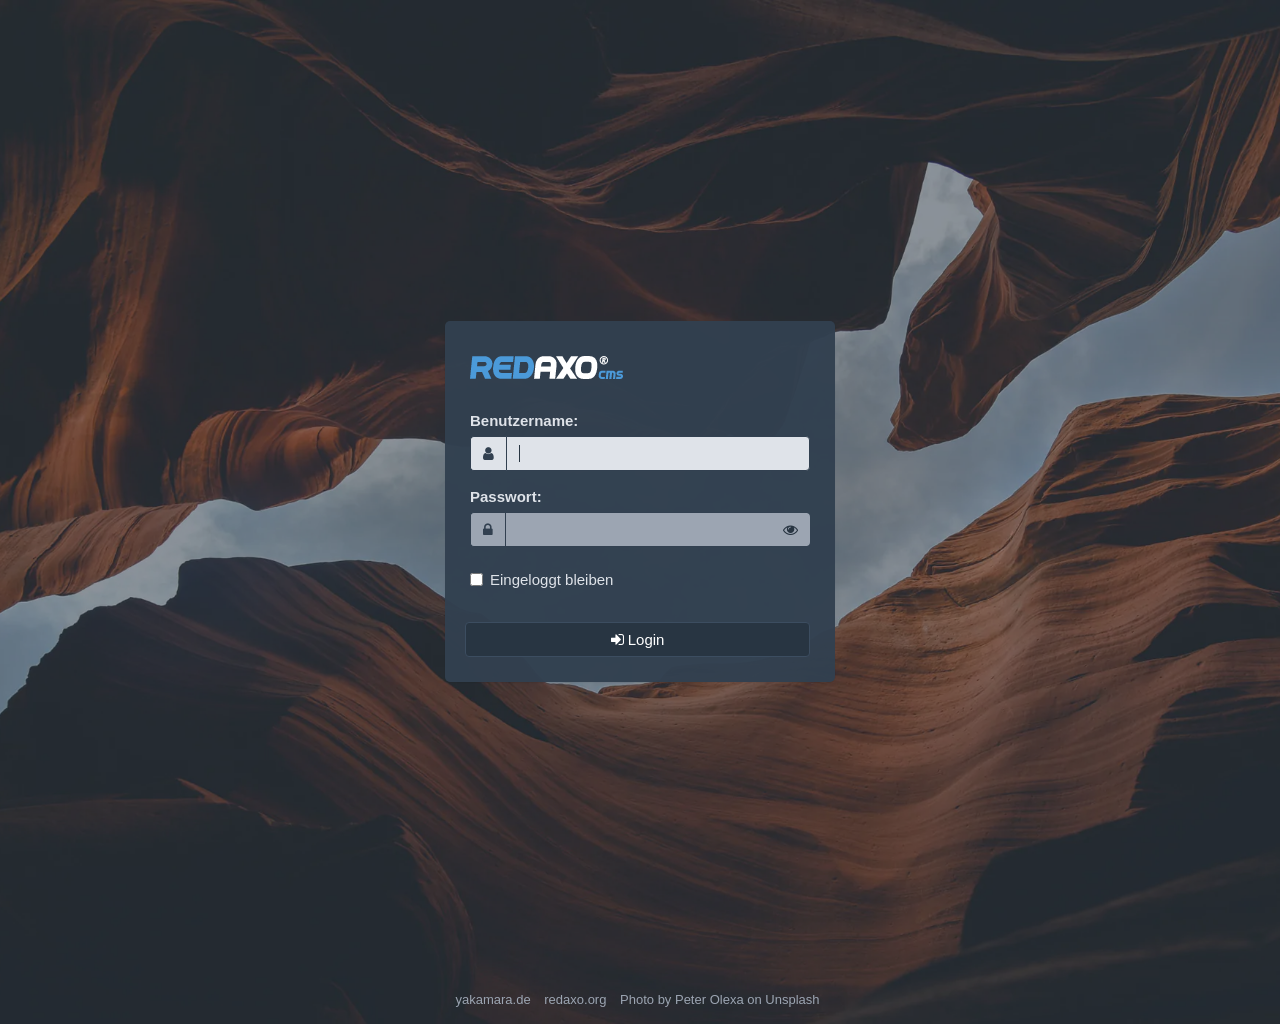 REDAXO® cms
Benutzername:
Passwort:
Eingeloggt bleiben
Login
yakamara.de redaxo.org Photo by Peter Olexa on Unsplash